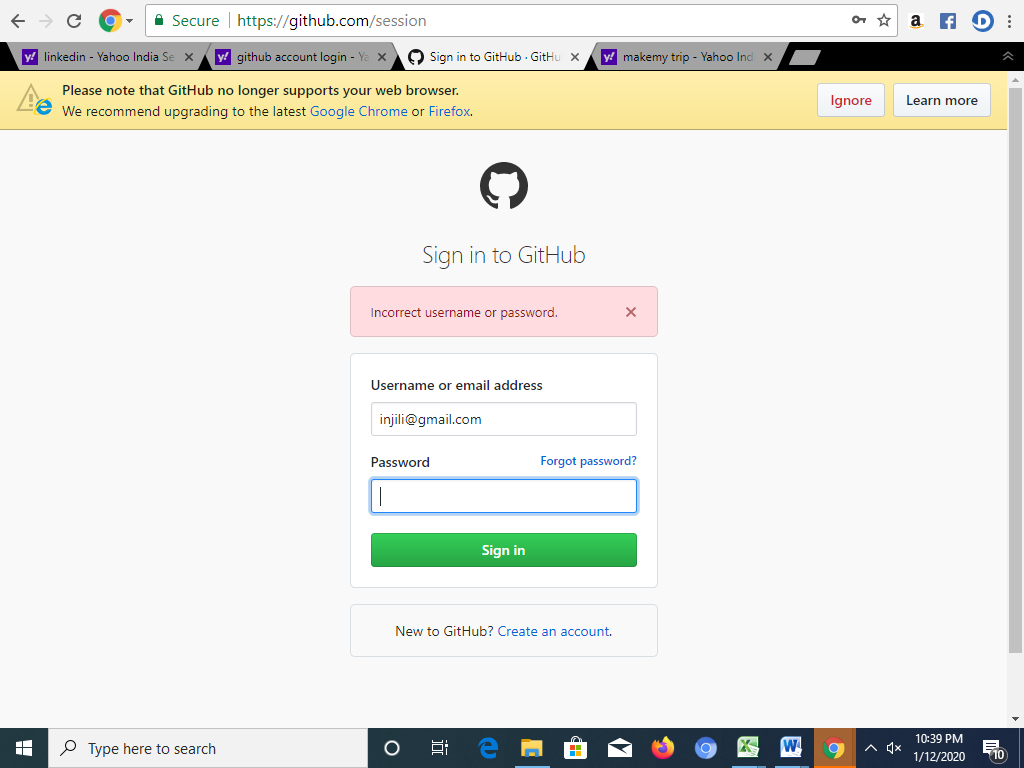 Secure https://github.com/session
linkedin - Yahoo India Se
github account login - Ya
Sign in to GitHub · GitHu
makemy trip - Yahoo Ind
Please note that GitHub no longer supports your web browser.
We recommend upgrading to the latest Google Chrome or Firefox.
Ignore
Learn more
Sign in to GitHub
Incorrect username or password.
Username or email address
injili@gmail.com
Password Forgot password?
Sign in
New to GitHub? Create an account.
Type here to search
10:39 PM
1/12/2020
10